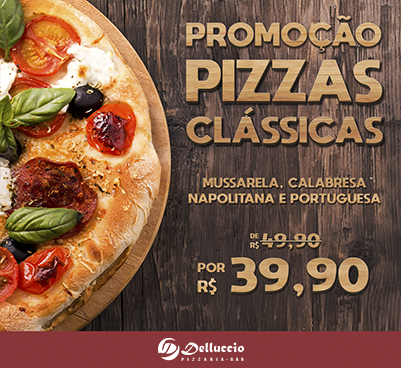 PROMOÇÃO
PIZZAS
CLÁSSICAS
MUSSARELA, CALABRESA
NAPOLITANA E PORTUGUESA
DE R$ 49,90
POR R$ 39,90
Delluccio
PIZZARIA-BAR